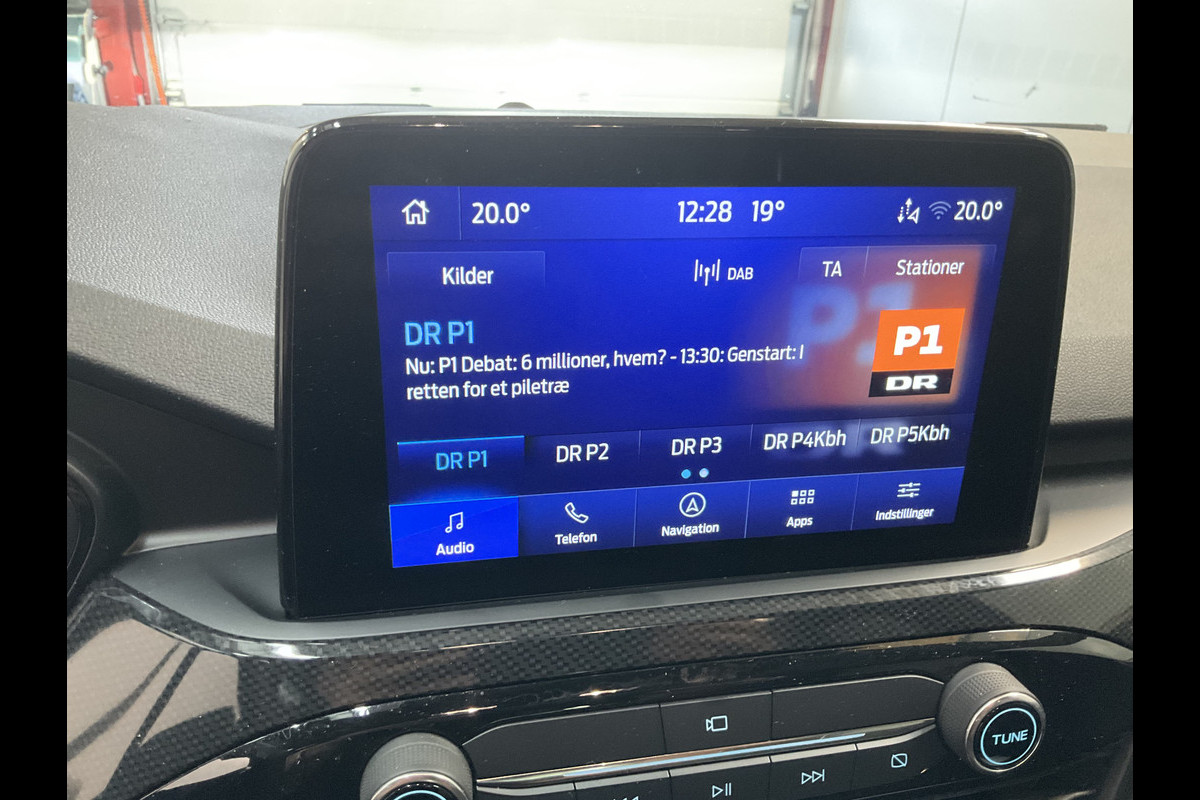 20.0°
12:28 19°
20.0°
Kilder
DAB
TA
Stationer
DR P1
Nu: P1 Debat: 6 millioner, hvem? - 13:30: Genstart: I
retten for et piletræ
P1
P1
DR
DR P1
DR P2
DR P3
DR P4Kbh
DR P5Kbh
Audio
Telefon
Navigation
Apps
Indstillinger
TUNE